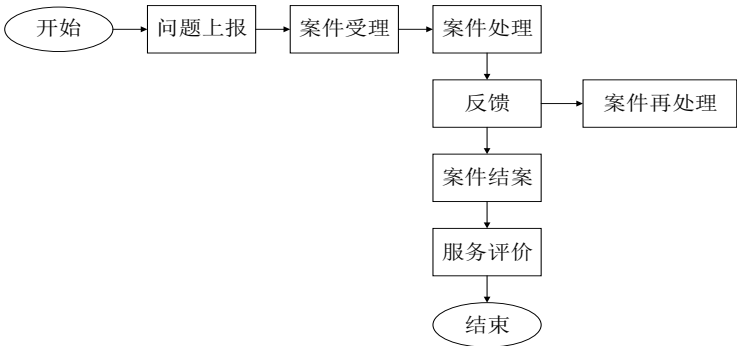 开始
问题上报
案件受理
案件处理
反馈
案件再处理
案件结案
服务评价
结束